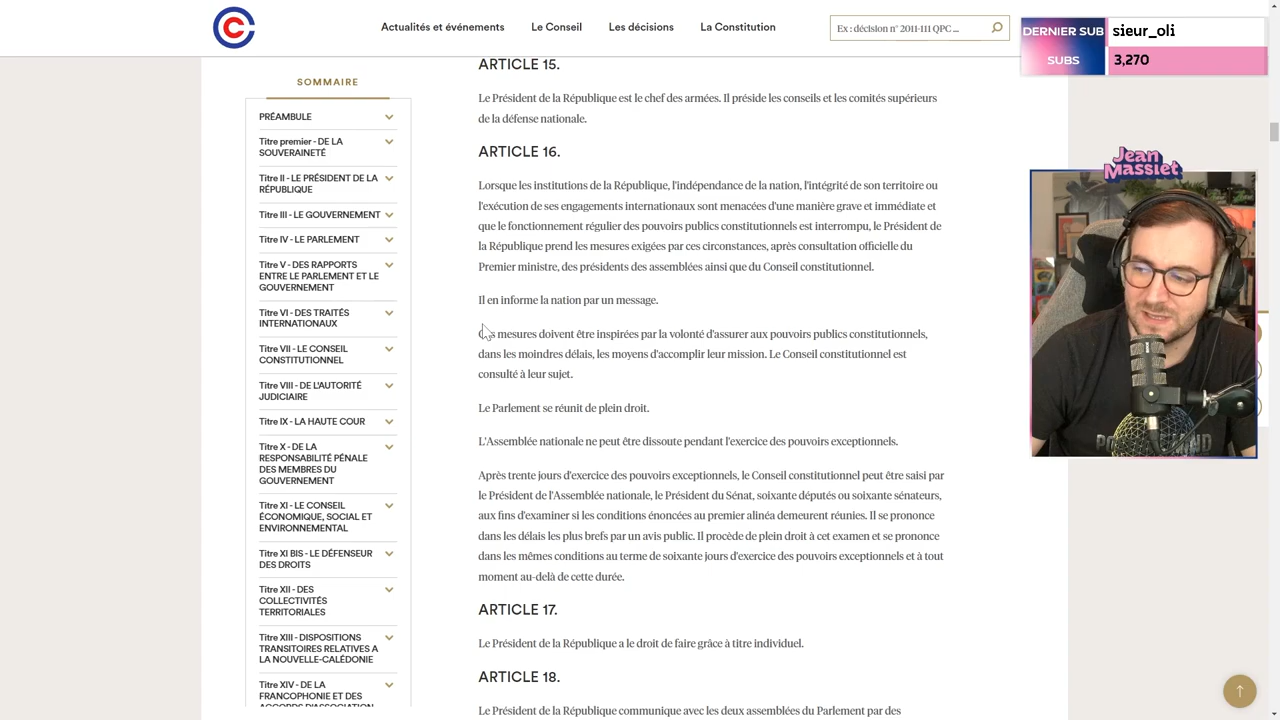 Actualités et événements
Le Conseil
Les décisions
La Constitution
Ex : décision n° 2011-111 QPC ...
DERNIER SUB
sieur_oli
SUBS
3,270
Jean
Massiet
SOMMAIRE
PRÉAMBULE
Titre premier - DE LA
SOUVERAINETÉ
Titre II - LE PRÉSIDENT DE LA
RÉPUBLIQUE
Titre III - LE GOUVERNEMENT
Titre IV - LE PARLEMENT
Titre V - DES RAPPORTS
ENTRE LE PARLEMENT ET LE
GOUVERNEMENT
Titre VI - DES TRAITÉS
INTERNATIONAUX
Titre VII - LE CONSEIL
CONSTITUTIONNEL
Titre VIII - DE L'AUTORITÉ
JUDICIAIRE
Titre IX - LA HAUTE COUR
Titre X - DE LA
RESPONSABILITÉ PÉNALE
DES MEMBRES DU
GOUVERNEMENT
Titre XI - LE CONSEIL
ÉCONOMIQUE, SOCIAL ET
ENVIRONNEMENTAL
Titre XI BIS - LE DÉFENSEUR
DES DROITS
Titre XII - DES
COLLECTIVITÉS
TERRITORIALES
Titre XIII - DISPOSITIONS
TRANSITOIRES RELATIVES A
LA NOUVELLE-CALÉDONIE
Titre XIV - DE LA
FRANCOPHONIE ET DES
ACCORDS D'ASSOCIATION
ARTICLE 15.
Le Président de la République est le chef des armées. Il préside les conseils et les comités supérieurs
de la défense nationale.
ARTICLE 16.
Lorsque les institutions de la République, l'indépendance de la nation, l'intégrité de son territoire ou
l'exécution de ses engagements internationaux sont menacées d'une manière grave et immédiate et
que le fonctionnement régulier des pouvoirs publics constitutionnels est interrompu, le Président de
la République prend les mesures exigées par ces circonstances, après consultation officielle du
Premier ministre, des présidents des assemblées ainsi que du Conseil constitutionnel.
Il en informe la nation par un message.
Ces mesures doivent être inspirées par la volonté d'assurer aux pouvoirs publics constitutionnels,
dans les moindres délais, les moyens d'accomplir leur mission. Le Conseil constitutionnel est
consulté à leur sujet.
Le Parlement se réunit de plein droit.
L'Assemblée nationale ne peut être dissoute pendant l'exercice des pouvoirs exceptionnels.
Après trente jours d'exercice des pouvoirs exceptionnels, le Conseil constitutionnel peut être saisi par
le Président de l'Assemblée nationale, le Président du Sénat, soixante députés ou soixante sénateurs,
aux fins d'examiner si les conditions énoncées au premier alinéa demeurent réunies. Il se prononce
dans les délais les plus brefs par un avis public. Il procède de plein droit à cet examen et se prononce
dans les mêmes conditions au terme de soixante jours d'exercice des pouvoirs exceptionnels et à tout
moment au-delà de cette durée.
ARTICLE 17.
Le Président de la République a le droit de faire grâce à titre individuel.
ARTICLE 18.
Le Président de la République communique avec les deux assemblées du Parlement par des